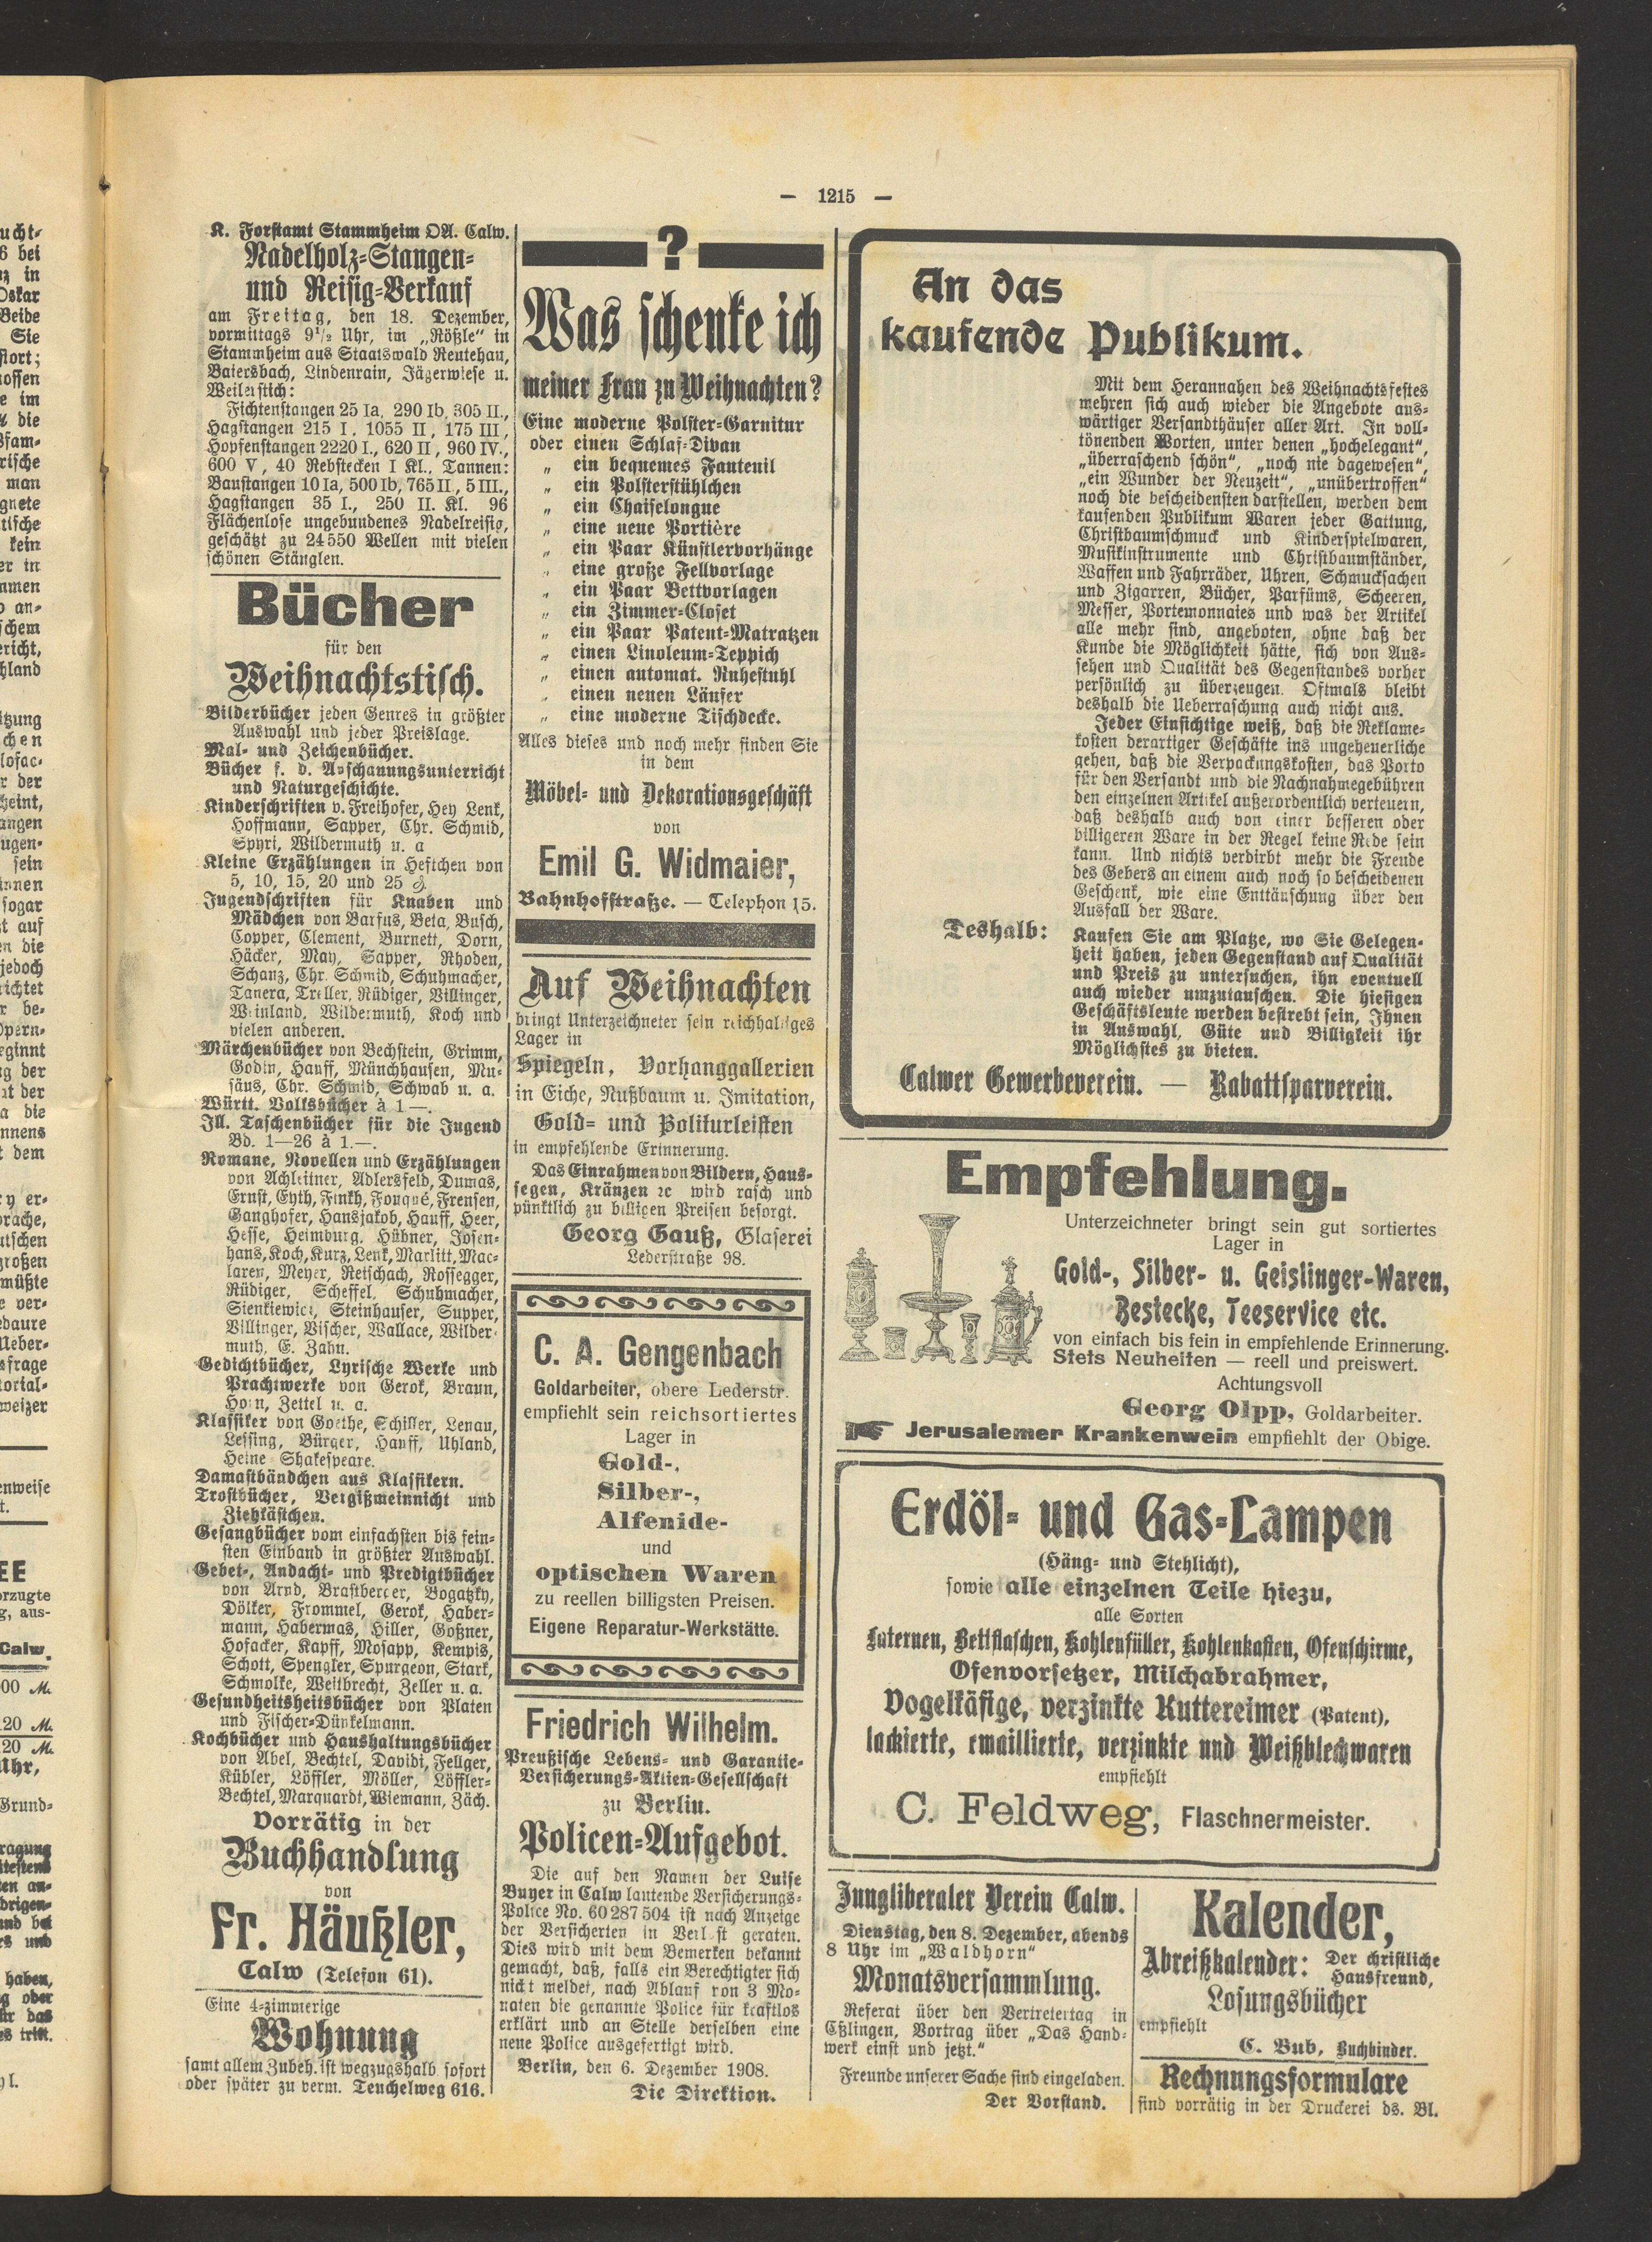 — 1215 —
K. Forstamt Stammheim OA. Calw.
Nadelholz-Stangen-
und Reisig-Verkauf
am Freitag, den 18. Dezember,
vormittags 9½ Uhr, im „Rößle“ in
Stammheim aus Staatswald Reutehau,
Baiersbach, Lindenrain, Jägerwiese u.
Weilerstich:
Fichtenstangen 25 Ia, 290 Ib, 305 II.,
Hagstangen 215 I, 1055 II, 175 III,
Hopfenstangen 2220 I., 620 II, 960 IV.,
600 V, 40 Rebstecken I Kl., Tannen:
Baustangen 10 Ia, 500 Ib, 765 II, 5 III.,
Hagstangen 35 I., 250 II. Kl. 96
Flächenlose ungebundenes Nadelreisig,
geschätzt zu 24550 Wellen mit vielen
schönen Stänglen.
Bücher
für den
Weihnachtstisch.
Bilderbücher jeden Genres in größter
Auswahl und jeder Preislage.
Mal- und Zeichenbücher.
Bücher f. d. Anschauungsunterricht
und Naturgeschichte.
Kinderschriften v. Freihofer, Hey Lenk,
Hoffmann, Sapper, Chr. Schmid,
Spyri, Wildermuth u. a
Kleine Erzählungen in Heftchen von
5, 10, 15, 20 und 25 ₰.
Jugendschriften für Knaben und
Mädchen von Barfus, Beta, Busch,
Copper, Clement, Burnett, Dorn,
Häcker, May, Sapper, Rhoden,
Schanz, Chr. Schmid, Schuhmacher,
Tanera, Treller, Rüdiger, Villinger,
Weinland, Wildermuth, Koch und
vielen anderen.
Märchenbücher von Bechstein, Grimm,
Godin, Hauff, Münchhausen, Mu-
säus, Chr. Schmid, Schwab u. a.
Württ. Volksbücher à 1—.
Ill. Taschenbücher für die Jugend
Bd. 1—26 à 1.—.
Romane, Novellen und Erzählungen
von Achleitner, Adlersfeld, Dumas,
Ernst, Eyth, Finkh, Fouqué, Frensen,
Ganghofer, Hansjakob, Hauff, Heer,
Hesse, Heimburg, Hübner, Josen-
hans, Koch, Kurz, Lenk, Marlitt, Mac-
laren, Meyer, Reischach, Rossegger,
Rüdiger, Scheffel, Schuhmacher,
Sienkiewicz, Steinhauser, Supper,
Villinger, Vischer, Wallace, Wilder-
muth, E. Zahn.
Gedichtbücher, Lyrische Werke und
Prachtwerke von Gerok, Braun,
Horn, Zettel u. a.
Klassiker von Goethe, Schiller, Lenau,
Lessing, Bürger, Hauff, Uhland,
Heine Shakespeare.
Damastbändchen aus Klassikern.
Trostbücher, Vergißmeinnicht und
Ziehkästchen.
Gesangbücher vom einfachsten bis fein-
sten Einband in größter Auswahl.
Gebet-, Andacht- und Predigtbücher
von Arnd, Brastberger, Bogatzky,
Dölker, Frommel, Gerok, Haber-
mann, Habermas, Hiller, Goßner,
Hofacker, Kapff, Mosapp, Kempis,
Schott, Spengler, Spurgeon, Stark,
Schmolke, Weitbrecht, Zeller u. a.
Gesundheitsheitsbücher von Platen
und Fischer-Dünkelmann.
Kochbücher und Haushaltungsbücher
von Abel, Bechtel, Davidi, Fellger,
Kübler, Löffler, Möller, Löffler-
Bechtel, Marquardt, Wiemann, Zäch.
Vorrätig in der
Buchhandlung
von
Fr. Häußler,
Calw (Telefon 61).
Eine 4-zimmerige
Wohnung
samt allem Zubeh. ist wegzugshalb. sofort
oder später zu verm. Teuchelweg 616.
?
Was schenke ich
meiner Frau zu Weihnachten?
Eine moderne Polster-Garnitur
oder einen Schlaf-Divan
„ ein bequemes Fauteuil
„ ein Polsterstühlchen
„ ein Chaiselongue
„ eine neue Portière
„ ein Paar Künstlervorhänge
„ eine große Fellvorlage
„ ein Paar Bettvorlagen
„ ein Zimmer-Closet
„ ein Paar Patent-Matratzen
„ einen Linoleum-Teppich
„ einen automat. Ruhestuhl
„ einen neuen Läufer
„ eine moderne Tischdecke.
Alles dieses und noch mehr finden Sie
in dem
Möbel- und Dekorationsgeschäft
von
Emil G. Widmaier,
Bahnhofstraße. — Telephon 15.
Auf Weihnachten
bringt Unterzeichneter sein reichhaltiges
Lager in
Spiegeln, Vorhanggallerien
in Eiche, Nußbaum u. Imitation,
Gold- und Politurleisten
in empfehlende Erinnerung.
Das Einrahmen von Bildern, Haus-
segen, Kränzen ꝛc wird rasch und
pünktlich zu billigen Preisen besorgt.
Georg Gauß, Glaserei
Lederstraße 98.
C. A. Gengenbach
Goldarbeiter, obere Lederstr.
empfiehlt sein reichsortiertes
Lager in
Gold-,
Silber-,
Alfenide-
und
optischen Waren
zu reellen billigsten Preisen.
Eigene Reparatur-Werkstätte.
Friedrich Wilhelm.
Preußische Lebens- und Garantie-
Versicherungs-Aktien-Gesellschaft
zu Berlin.
Policen-Aufgebot.
Die auf den Namen der Luise
Buyer in Calw lautende Versicherungs-
Police No. 60287504 ist nach Anzeige
der Versicherten in Verlust geraten.
Dies wird mit dem Bemerken bekannt
gemacht, daß, falls ein Berechtigter sich
nicht meldet, nach Ablauf von 3 Mo-
naten die genannte Police für kraftlos
erklärt und an Stelle derselben eine
neue Police ausgefertigt wird.
Berlin, den 6. Dezember 1908.
Die Direktion.
An das
kaufende Publikum.
Mit dem Herannahen des Weihnachtsfestes
mehren sich auch wieder die Angebote aus-
wärtiger Versandthäuser aller Art. In voll-
tönenden Worten, unter denen „hochelegant“,
„überraschend schön“, „noch nie dagewesen“,
„ein Wunder der Neuzeit“, „unübertroffen“
noch die bescheidensten darstellen, werden dem
kaufenden Publikum Waren jeder Gattung,
Christbaumschmuck und Kinderspielwaren,
Musikinstrumente und Christbaumständer,
Waffen und Fahrräder, Uhren, Schmucksachen
und Zigarren, Bücher, Parfüms, Scheeren,
Messer, Portemonnaies und was der Artikel
alle mehr sind, angeboten, ohne daß der
Kunde die Möglichkeit hätte, sich von Aus-
sehen und Qualität des Gegenstandes vorher
persönlich zu überzeugen. Oftmals bleibt
deshalb die Ueberraschung auch nicht aus.
Jeder Einsichtige weiß, daß die Reklame-
kosten derartiger Geschäfte ins ungeheuerliche
gehen, daß die Verpackungskosten, das Porto
für den Versandt und die Nachnahmegebühren
den einzelnen Artikel außerordentlich verteuern,
daß deshalb auch von einer besseren oder
billigeren Ware in der Regel keine Rede sein
kann. Und nichts verdirbt mehr die Freude
des Gebers an einem auch noch so bescheidenen
Geschenk, wie eine Enttäuschung über den
Ausfall der Ware.
Deshalb: Kaufen Sie am Platze, wo Sie Gelegen-
heit haben, jeden Gegenstand auf Qualität
und Preis zu untersuchen, ihn eventuell
auch wieder umzutauschen. Die hiesigen
Geschäftsleute werden bestrebt sein, Ihnen
in Auswahl, Güte und Billigkeit ihr
Möglichstes zu bieten.
Calwer Gewerbeverein. — Rabattsparverein.
Empfehlung.
Unterzeichneter bringt sein gut sortiertes
Lager in
Gold-, Silber- u. Geislinger-Waren,
Bestecke, Teeservice etc.
von einfach bis fein in empfehlende Erinnerung.
Stets Neuheiten — reell und preiswert.
Achtungsvoll
Georg Olpp, Goldarbeiter.
Jerusalemer Krankenwein empfiehlt der Obige.
Erdöl- und Gas-Lampen
(Häng- und Stehlicht),
sowie alle einzelnen Teile hiezu,
alle Sorten
Laternen, Bettflaschen, Kohlenfüller, Kohlenkasten, Ofenschirme,
Ofenvorsetzer, Milchabrahmer,
Vogelkäfige, verzinkte Kuttereimer (Patent),
lackierte, emaillierte, verzinkte und Weißblechwaren
empfiehlt
C. Feldweg, Flaschnermeister.
Jungliberaler Verein Calw.
Dienstag, den 8. Dezember, abends
8 Uhr im „Waldhorn“
Monatsversammlung.
Referat über den Vertretertag in
Eßlingen, Vortrag über „Das Hand-
werk einst und jetzt.“
Freunde unserer Sache sind eingeladen.
Der Vorstand.
Kalender,
Abreißkalender: Der christliche
Hausfreund,
Losungsbücher
empfiehlt
C. Bub, Buchbinder.
Rechnungsformulare
sind vorrätig in der Druckerei ds. Bl.